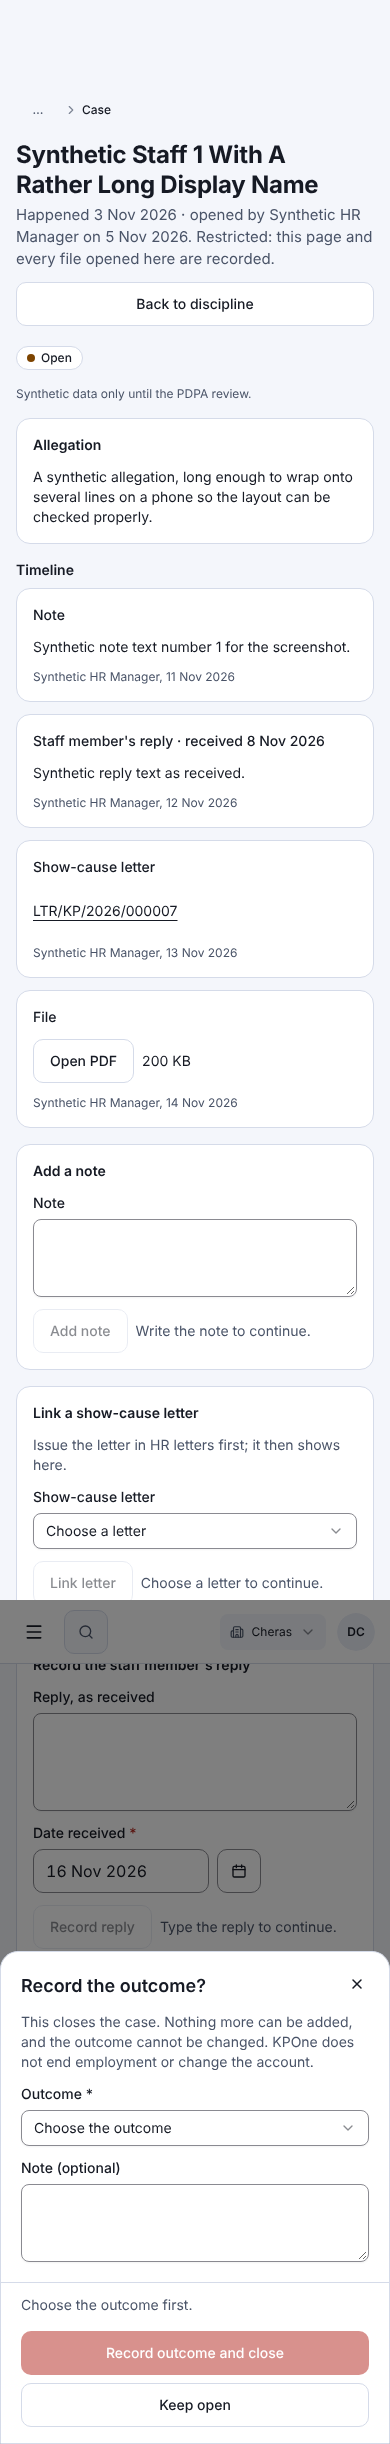 ... > Case
Synthetic Staff 1 With A
Rather Long Display Name
Happened 3 Nov 2026 · opened by Synthetic HR
Manager on 5 Nov 2026. Restricted: this page and
every file opened here are recorded.
Back to discipline
Open
Synthetic data only until the PDPA review.
Allegation
A synthetic allegation, long enough to wrap onto
several lines on a phone so the layout can be
checked properly.
Timeline
Note
Synthetic note text number 1 for the screenshot.
Synthetic HR Manager, 11 Nov 2026
Staff member's reply · received 8 Nov 2026
Synthetic reply text as received.
Synthetic HR Manager, 12 Nov 2026
Show-cause letter
LTR/KP/2026/000007
Synthetic HR Manager, 13 Nov 2026
File
Open PDF 200 KB
Synthetic HR Manager, 14 Nov 2026
Add a note
Note
Add note Write the note to continue.
Link a show-cause letter
Issue the letter in HR letters first; it then shows
here.
Show-cause letter
Choose a letter
Link letter Choose a letter to continue.
Cheras DC
Record the staff member's reply
Reply, as received
Date received *
16 Nov 2026
Record reply Type the reply to continue.
Record the outcome?
This closes the case. Nothing more can be added,
and the outcome cannot be changed. KPOne does
not end employment or change the account.
Outcome *
Choose the outcome
Note (optional)
Choose the outcome first.
Record outcome and close
Keep open